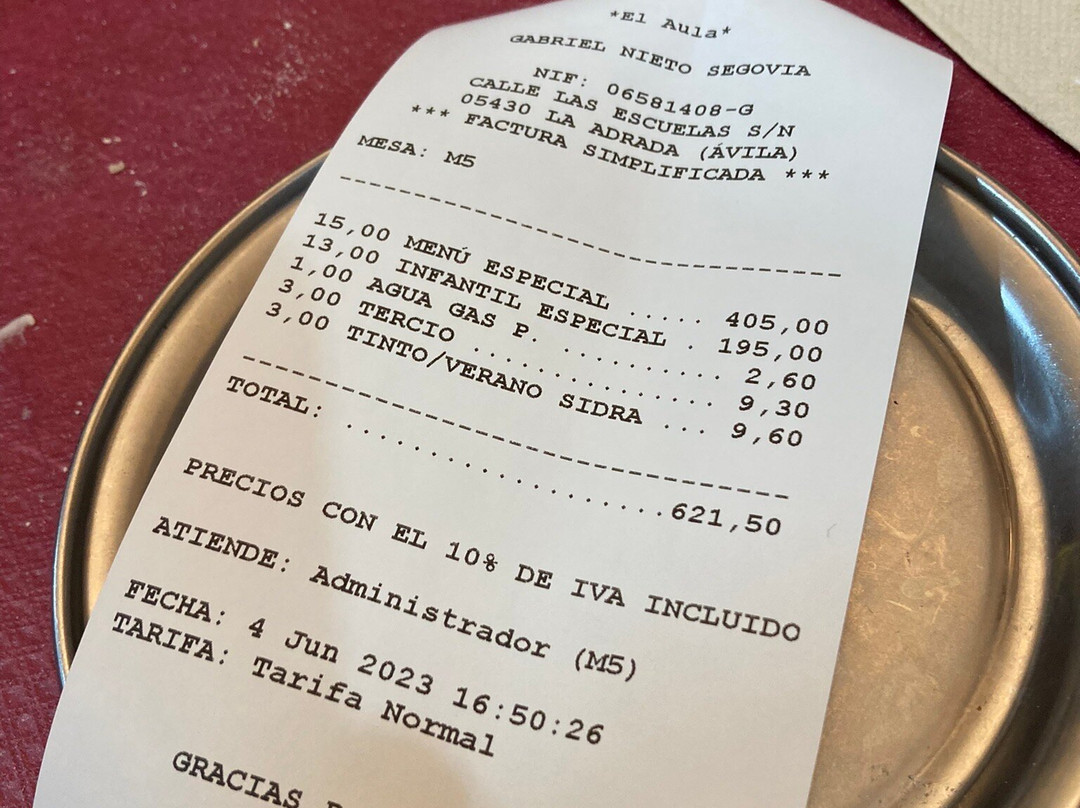 *El Aula*
GABRIEL NIETO SEGOVIA
NIF: 06581408-G
CALLE LAS ESCUELAS S/N
05430 LA ADRADA (ÁVILA)
*** FACTURA SIMPLIFICADA ***
MESA: M5
15,00 MENÚ ESPECIAL ..... 405,00
13,00 INFANTIL ESPECIAL . 195,00
1,00 AGUA GAS P. ........... 2,60
3,00 TERCIO ................ 9,30
3,00 TINTO/VERANO SIDRA ... 9,60
TOTAL: ....................621,50
PRECIOS CON EL 10% DE IVA INCLUIDO
ATIENDE: Administrador (M5)
FECHA: 4 Jun 2023 16:50:26
TARIFA: Tarifa Normal
GRACIAS